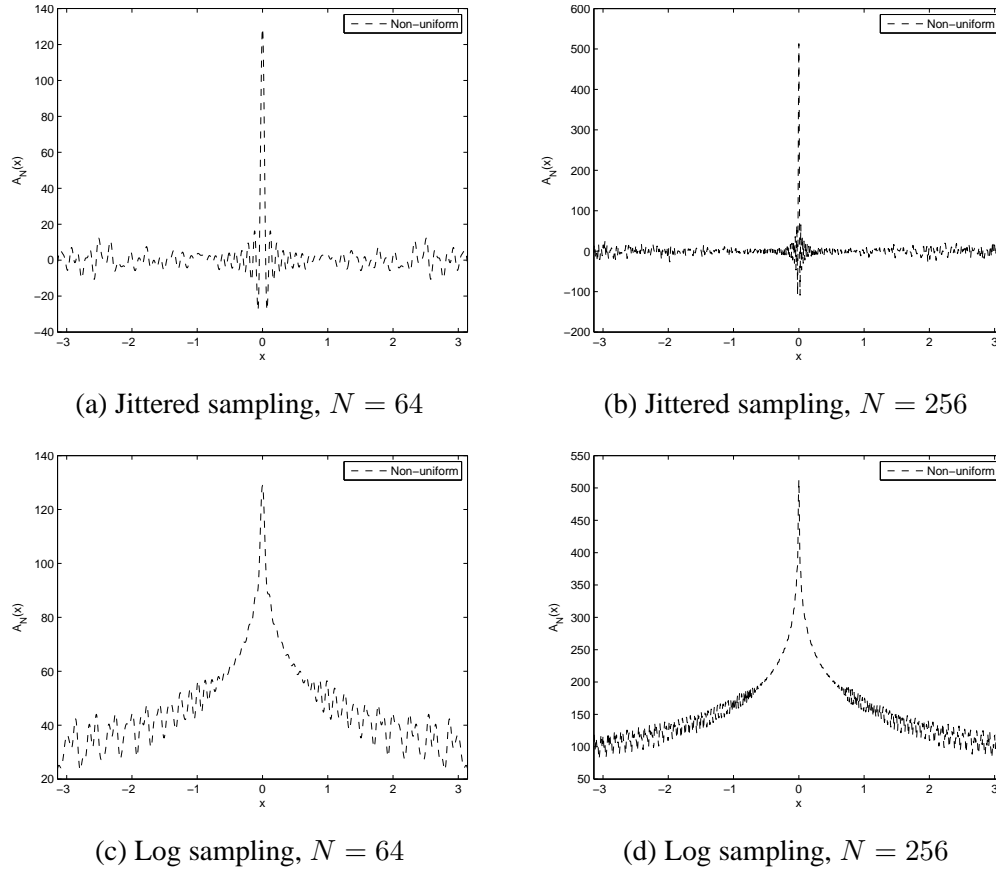 140
120
100
80
60
40
20
0
−20
−40
A_N(x)
−3 −2 −1 0 1 2 3
x
Non−uniform
(a) Jittered sampling, N = 64
600
500
400
300
200
100
0
−100
−200
A_N(x)
−3 −2 −1 0 1 2 3
x
Non−uniform
(b) Jittered sampling, N = 256
140
120
100
80
60
40
20
A_N(x)
−3 −2 −1 0 1 2 3
x
Non−uniform
(c) Log sampling, N = 64
550
500
450
400
350
300
250
200
150
100
50
A_N(x)
−3 −2 −1 0 1 2 3
x
Non−uniform
(d) Log sampling, N = 256